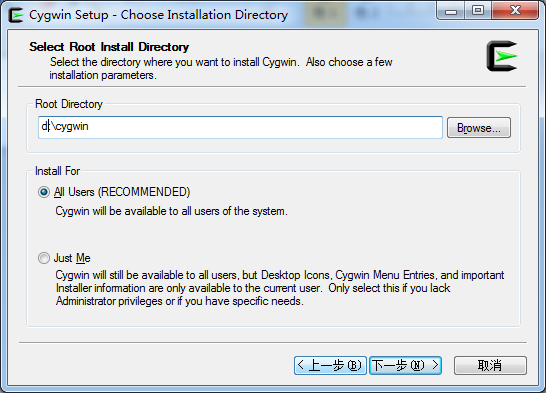 Cygwin Setup - Choose Installation Directory
Select Root Install Directory
Select the directory where you want to install Cygwin. Also choose a few
installation parameters.
Root Directory
d:\cygwin
Browse...
Install For
All Users (RECOMMENDED)
Cygwin will be available to all users of the system.
Just Me
Cygwin will still be available to all users, but Desktop Icons, Cygwin Menu Entries, and important
Installer information are only available to the current user. Only select this if you lack
Administrator privileges or if you have specific needs.
< 上一步(B) 下一步(N) > 取消